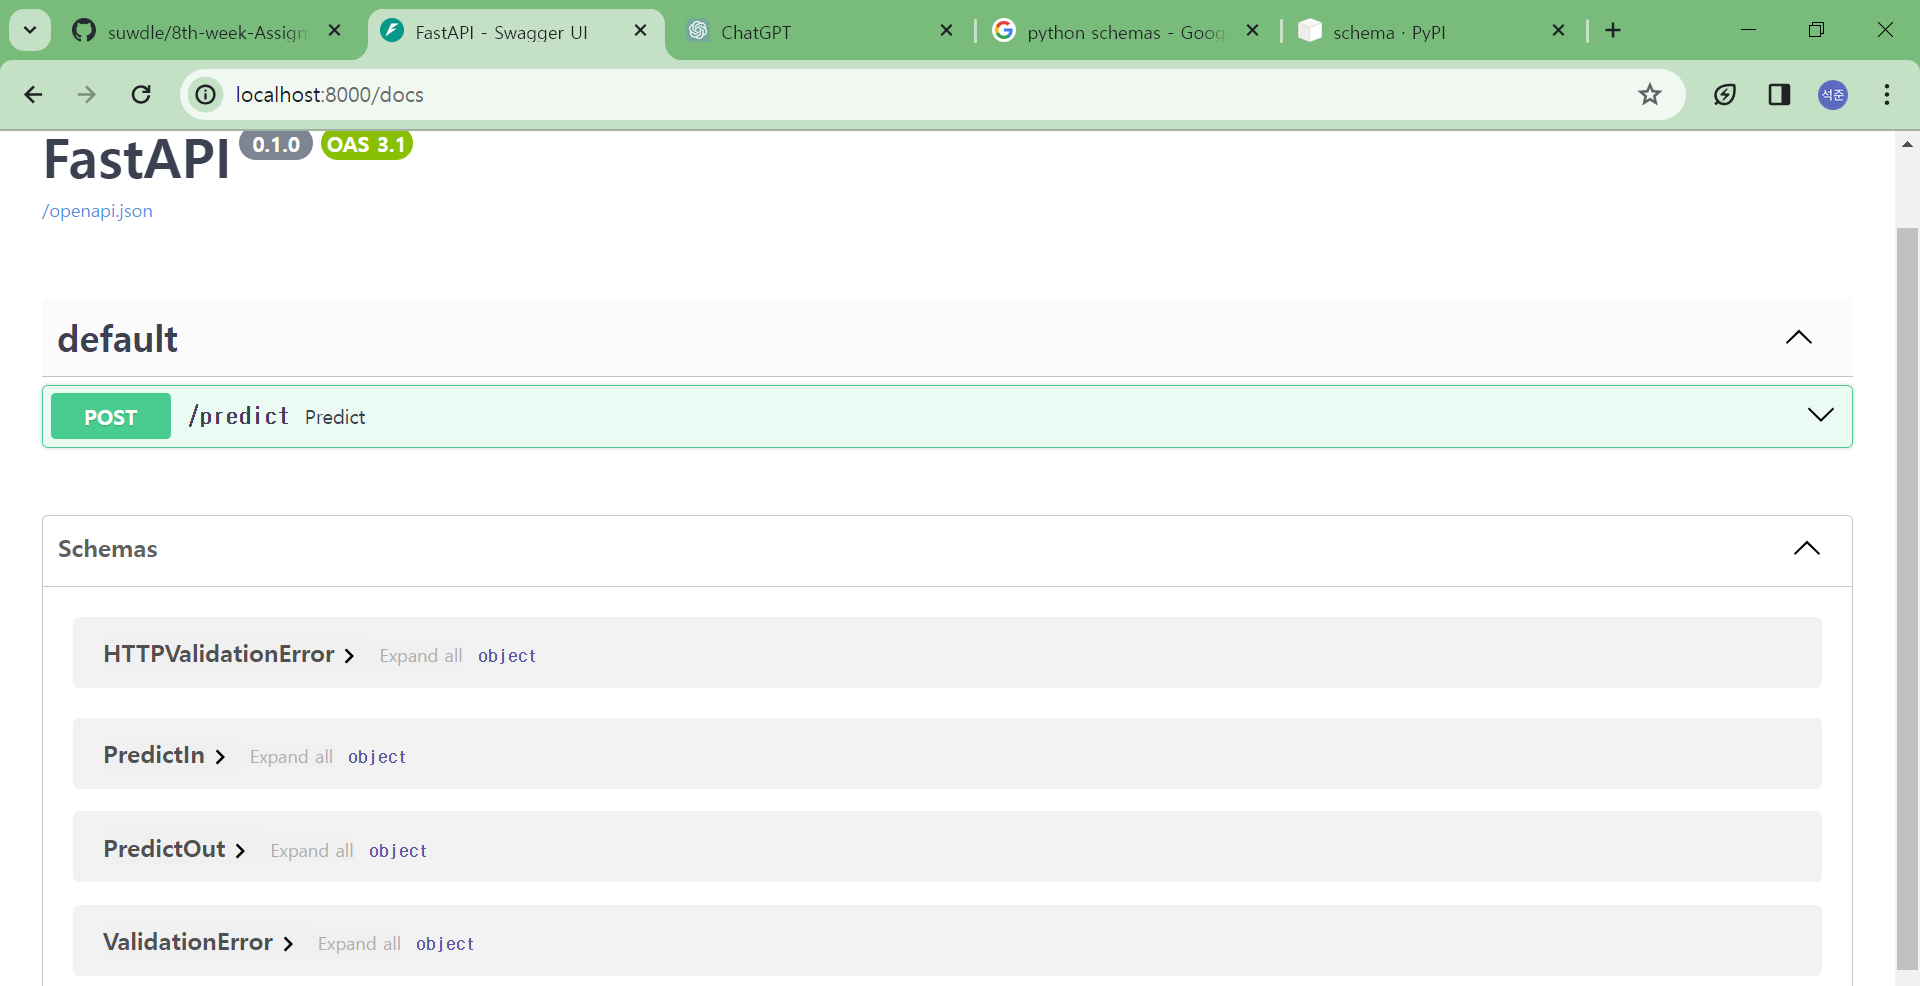 suwdle/8th-week-Assign
FastAPI - Swagger UI
ChatGPT
python schemas - Goog
schema · PyPI
localhost:8000/docs
석준
FastAPI 0.1.0 OAS 3.1
/openapi.json
default
POST /predict Predict
Schemas
HTTPValidationError Expand all object
PredictIn Expand all object
PredictOut Expand all object
ValidationError Expand all object